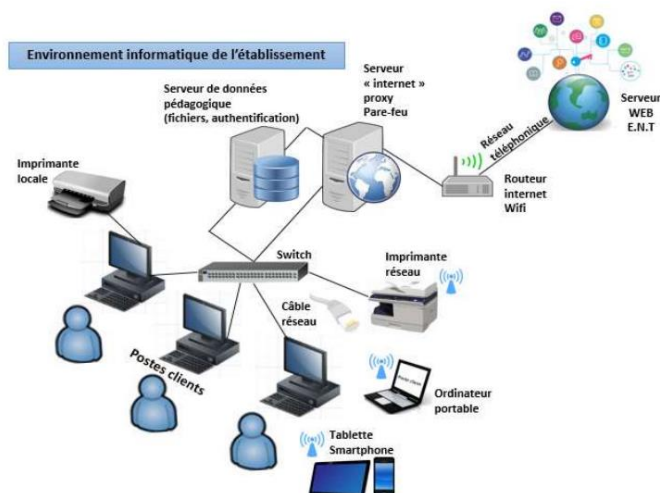 Environnement informatique de l'établissement
Serveur de données
pédagogique
(fichiers, authentification)
Serveur
« internet »
proxy
Pare-feu
Serveur
WEB
E.N.T
Réseau
téléphonique
Routeur
internet
Wifi
Imprimante
locale
Switch
Imprimante
réseau
Câble
réseau
Postes clients
Ordinateur
portable
Tablette
Smartphone